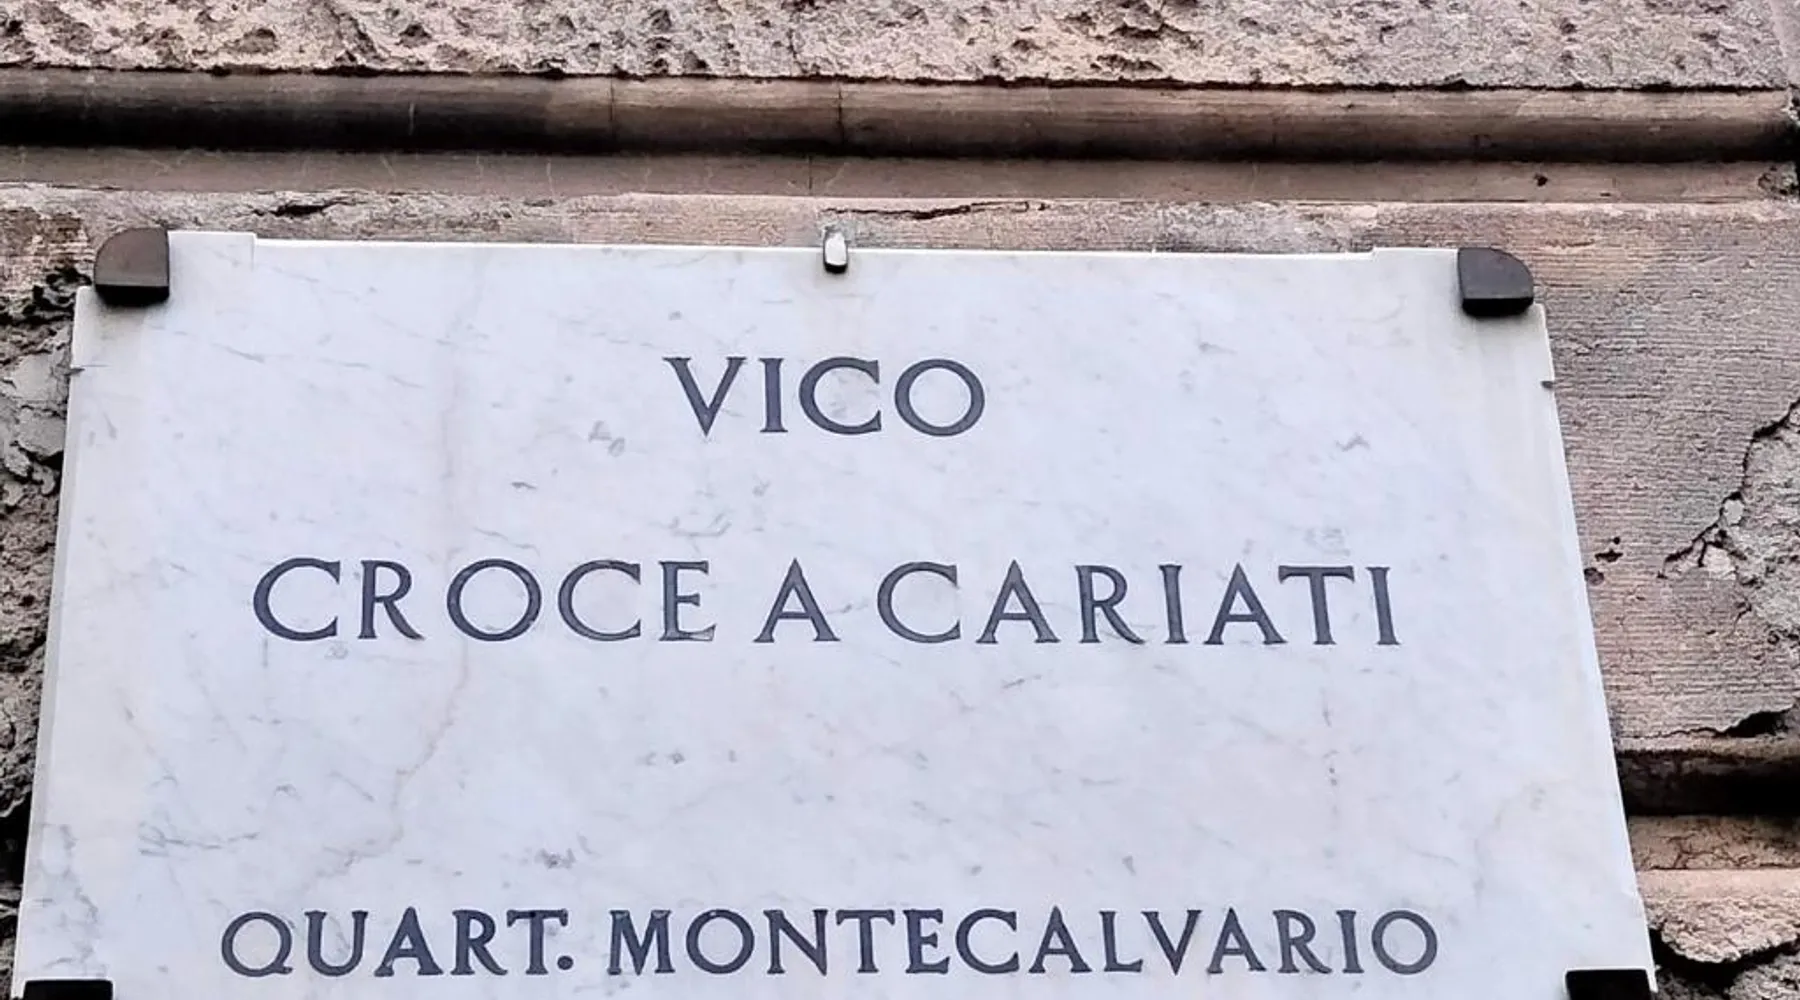 VICO
CROCE A CARIATI
QUART. MONTECALVARIO